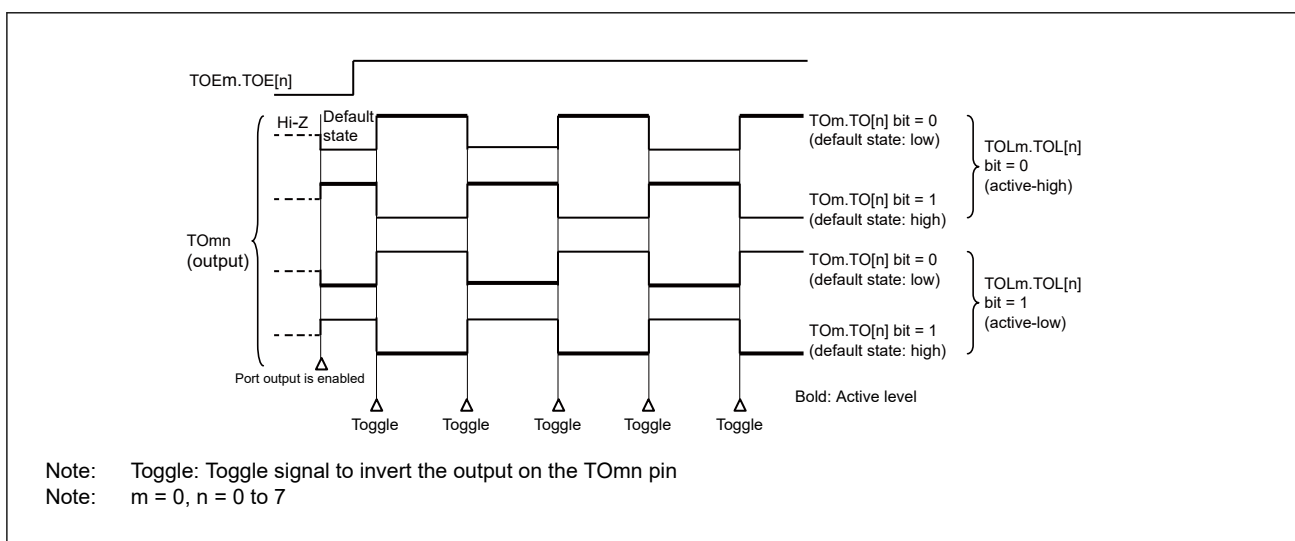 TOEm.TOE[n]
Hi-Z
Default
state
TOm.TO[n] bit = 0
(default state: low)
TOLm.TOL[n]
bit = 0
(active-high)
TOm.TO[n] bit = 1
(default state: high)
TOmn
(output)
TOm.TO[n] bit = 0
(default state: low)
TOLm.TOL[n]
bit = 1
(active-low)
TOm.TO[n] bit = 1
(default state: high)
Port output is enabled
Bold: Active level
Toggle Toggle Toggle Toggle Toggle
Note: Toggle: Toggle signal to invert the output on the TOmn pin
Note: m = 0, n = 0 to 7